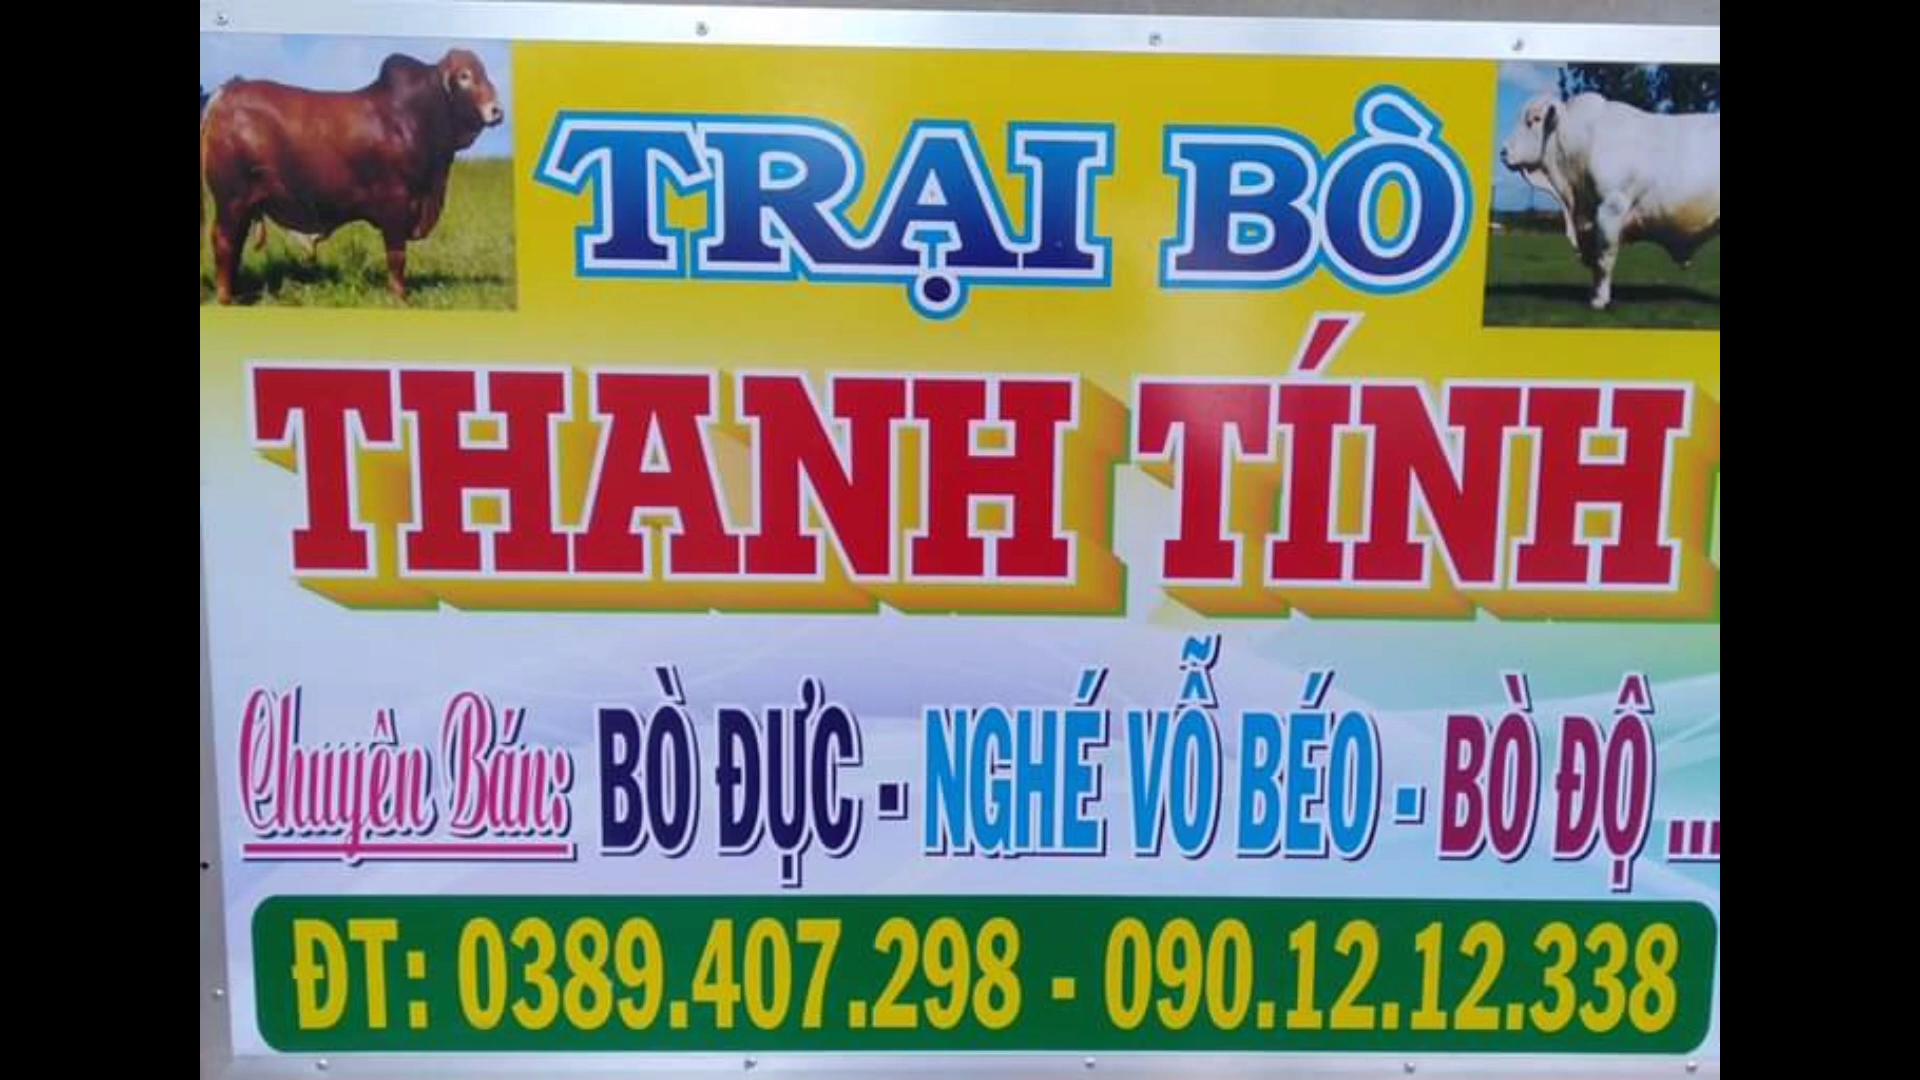 TRẠI BÒ
THANH TÍNH
Chuyên Bán: BÒ ĐỰC - NGHÉ VỖ BÉO - BÒ ĐỘ ...
ĐT: 0389.407.298 - 090.12.12.338